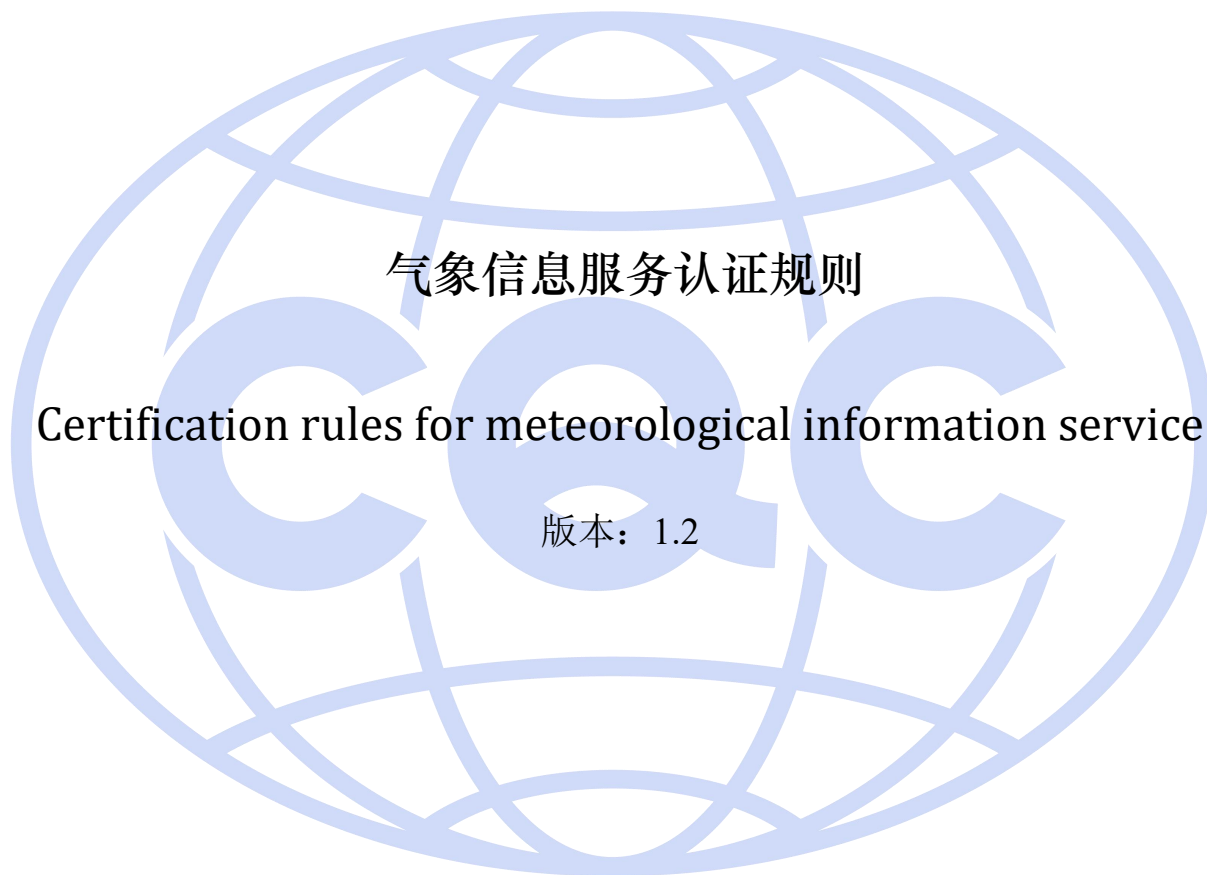 气象信息服务认证规则
CQC
Certification rules for meteorological information service
版本：1.2